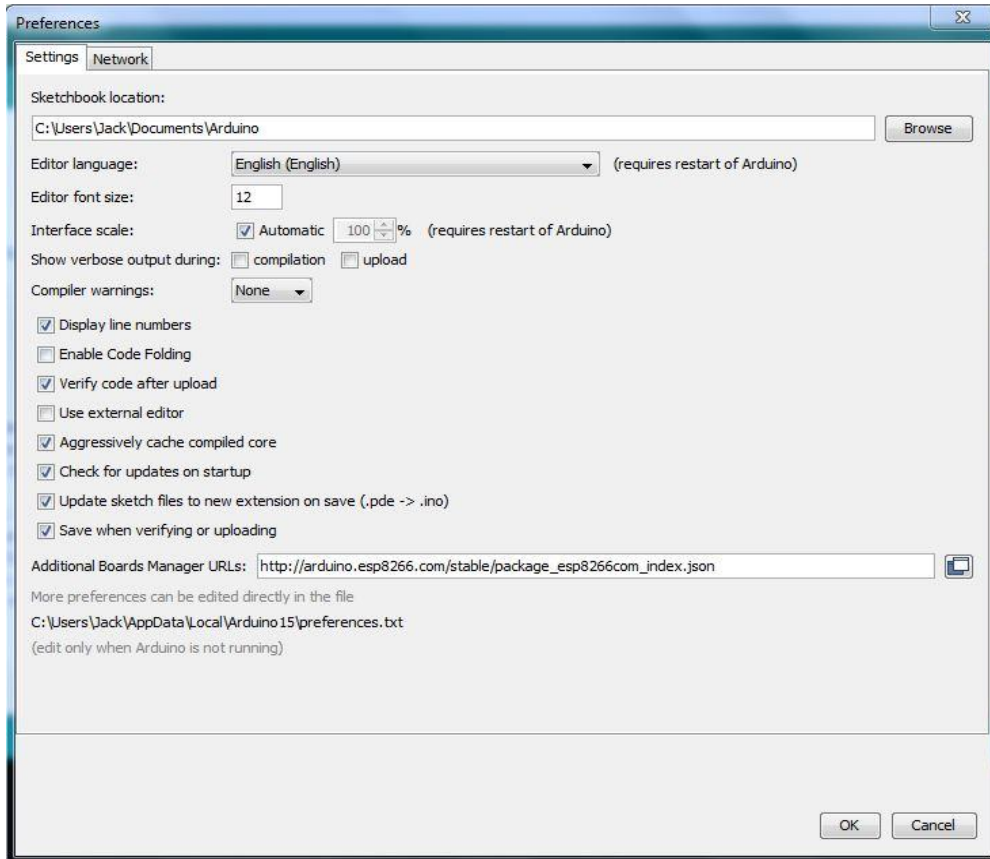 Preferences
Settings Network
Sketchbook location:
C:\Users\Jack\Documents\Arduino Browse
Editor language: English (English) (requires restart of Arduino)
Editor font size: 12
Interface scale: Automatic 100 % (requires restart of Arduino)
Show verbose output during: compilation upload
Compiler warnings: None
Display line numbers
Enable Code Folding
Verify code after upload
Use external editor
Aggressively cache compiled core
Check for updates on startup
Update sketch files to new extension on save (.pde -> .ino)
Save when verifying or uploading
Additional Boards Manager URLs: http://arduino.esp8266.com/stable/package_esp8266com_index.json
More preferences can be edited directly in the file
C:\Users\Jack\AppData\Local\Arduino15\preferences.txt
(edit only when Arduino is not running)
OK Cancel